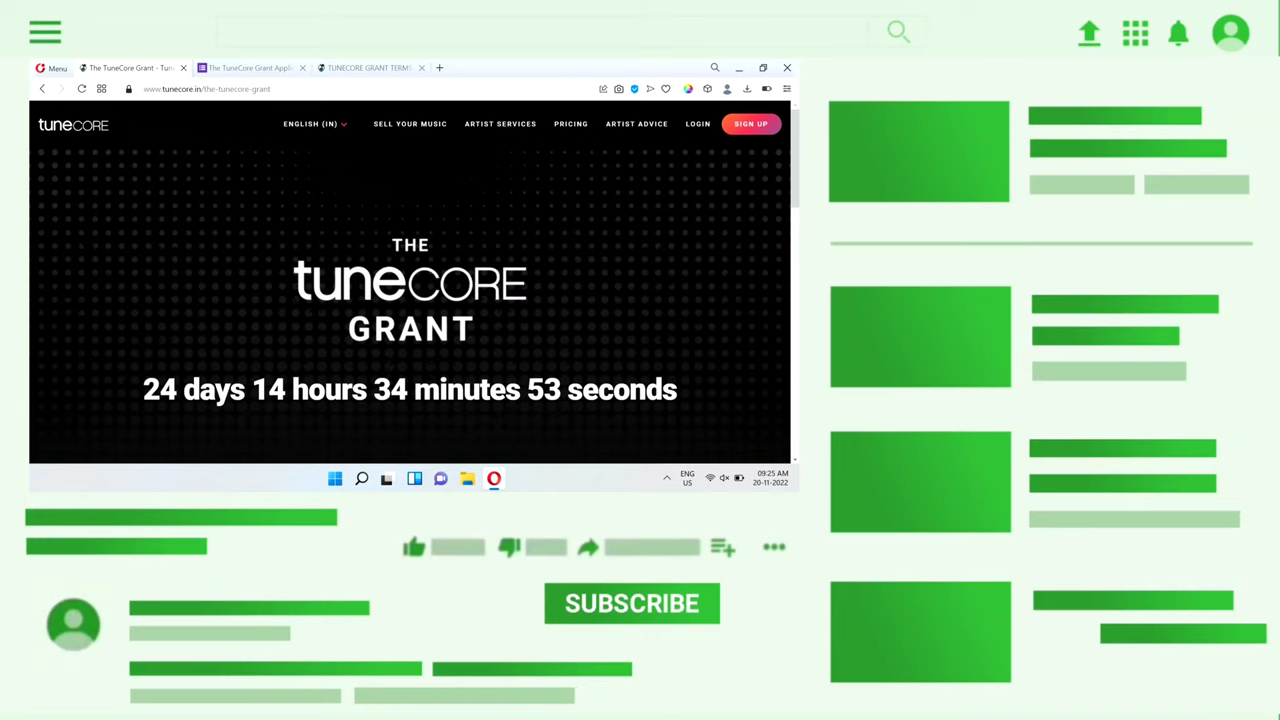 Menu
The TuneCore Grant - Tun
The TuneCore Grant Applic
TUNECORE GRANT TERMS
www.tunecore.in/the-tunecore-grant
tuneCORE
ENGLISH (IN)
SELL YOUR MUSIC
ARTIST SERVICES
PRICING
ARTIST ADVICE
LOGIN
SIGN UP
THE
tuneCORE
GRANT
24 days 14 hours 34 minutes 53 seconds
ENG
US
09:25 AM
20-11-2022
SUBSCRIBE